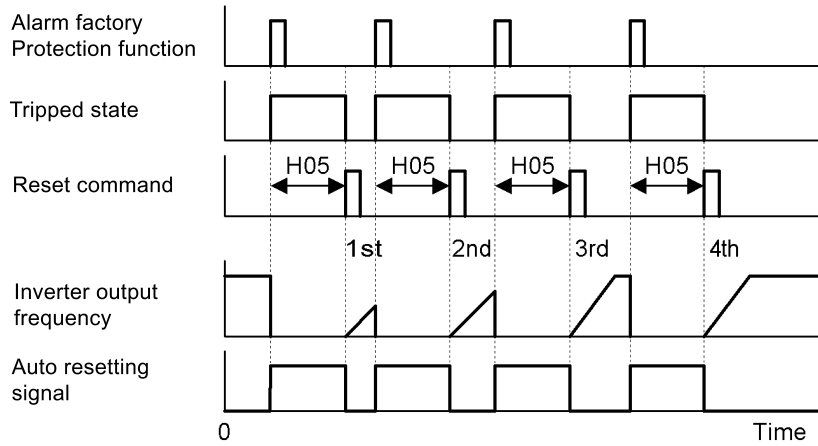 Alarm factory
Protection function
Tripped state
H05 H05 H05 H05
Reset command
1st 2nd 3rd 4th
Inverter output
frequency
Auto resetting
signal
0 Time